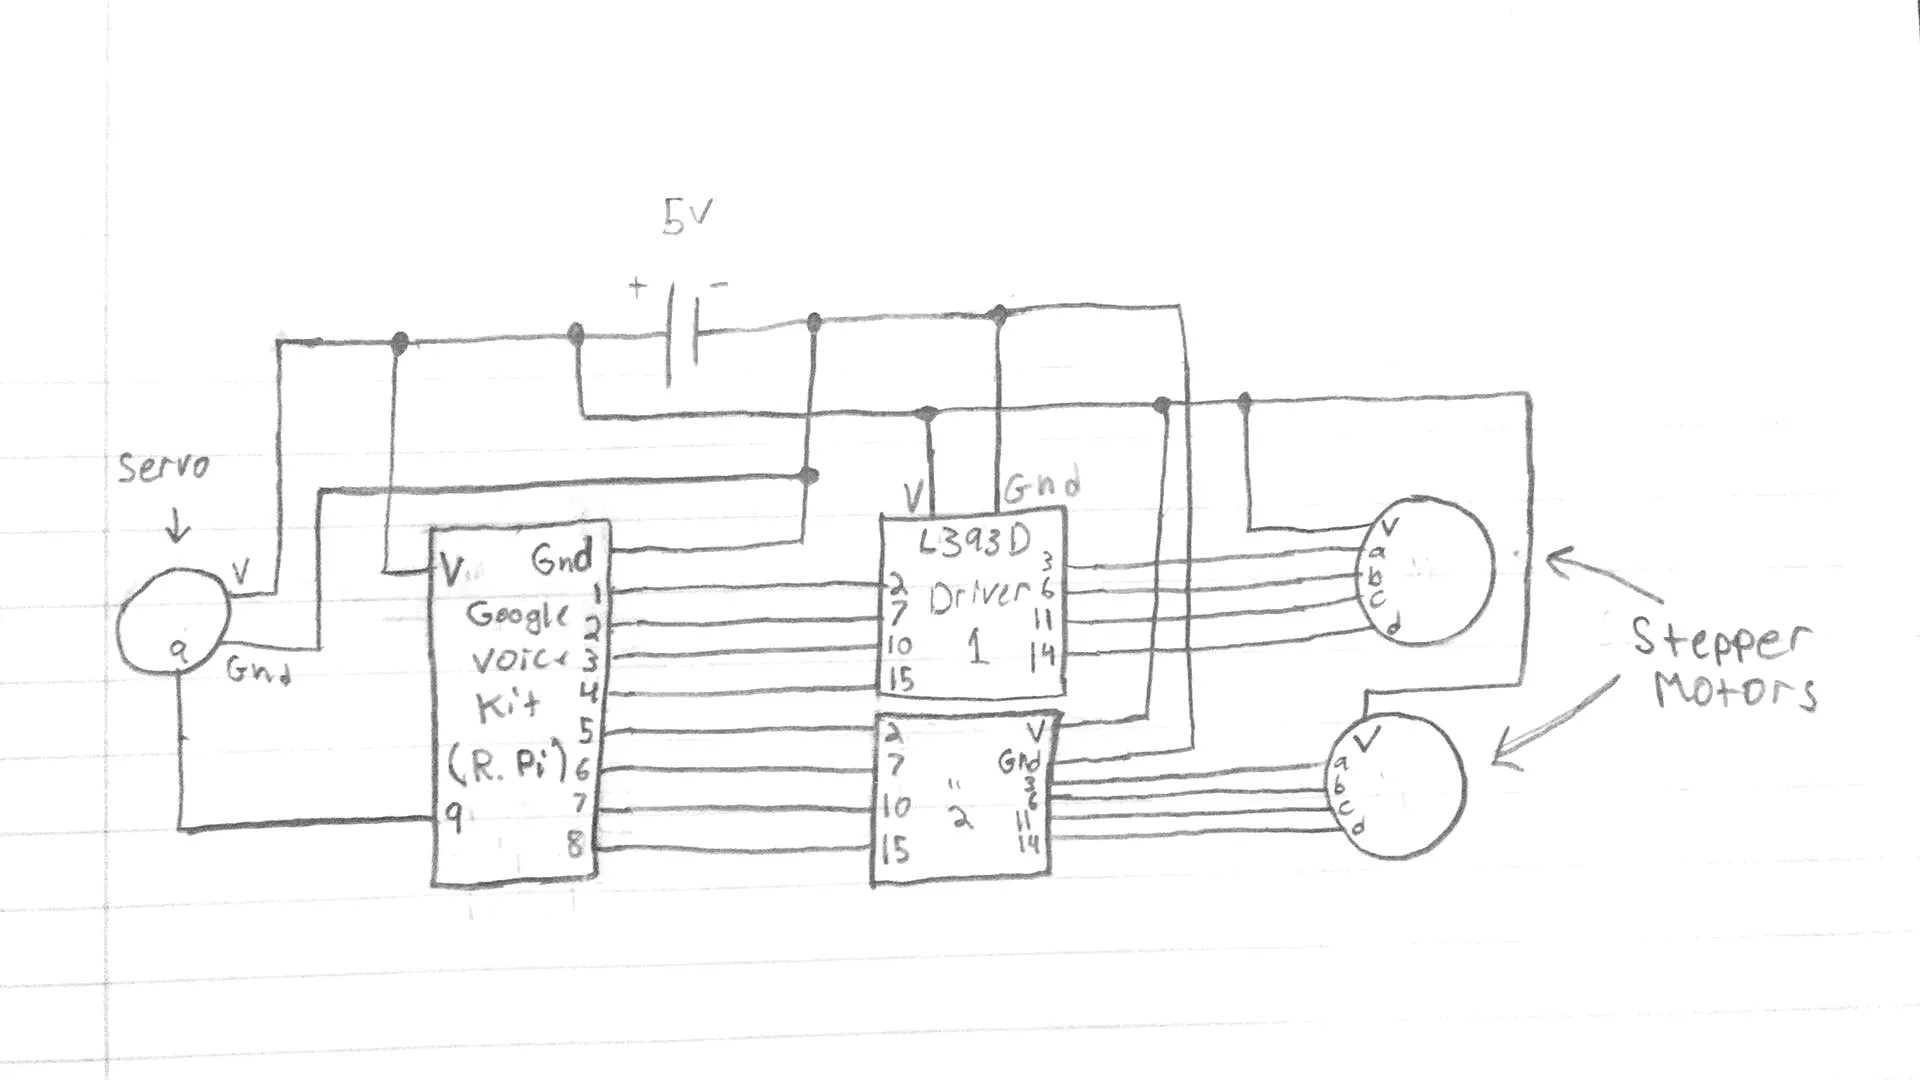 5V
+ -
Servo
V
a
Gnd
V Gnd
Google
Voice
Kit
(R. Pi)
1
2
3
4
5
6
7
8
9
V Gnd
L393D
Driver
1
2
7
10
15
3
6
11
14
"
2
2
7
10
15
V
Gnd
3
6
11
14
V
a
b
c
d
V
a
b
c
d
Stepper
Motors